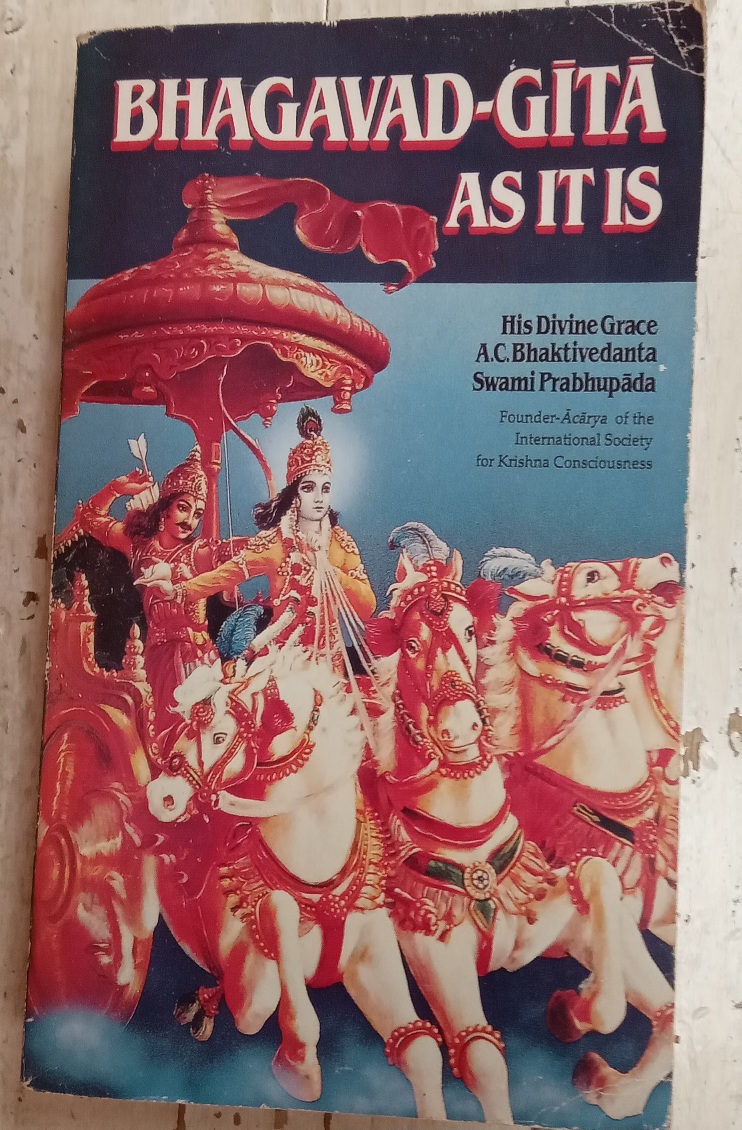 BHAGAVAD-GĪTĀ
AS IT IS
His Divine Grace
A.C. Bhaktivedanta
Swami Prabhupāda
Founder-Ācārya of the
International Society
for Krishna Consciousness